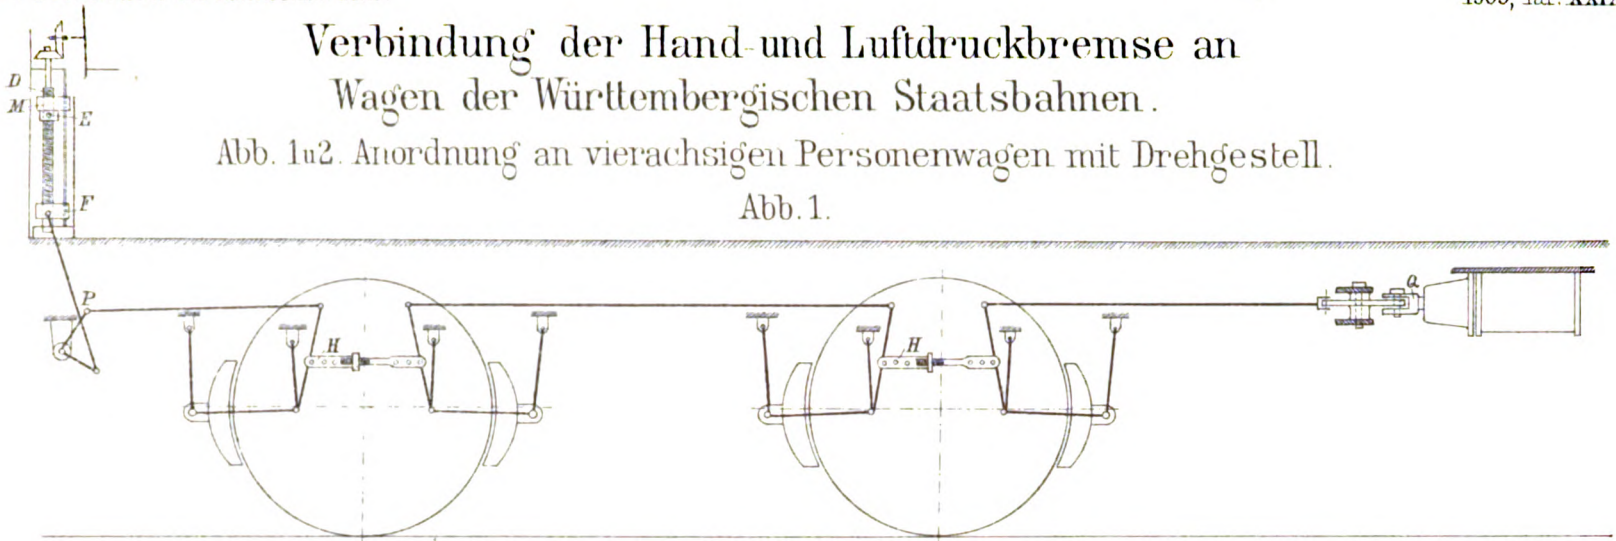 Verbindung der Hand- und Luftdruckbremse an
Wagen der Württembergischen Staatsbahnen.
Abb. 1u2. Anordnung an vierachsigen Personenwagen mit Drehgestell.
Abb. 1.
D
M
E
F
P
H
H
Q